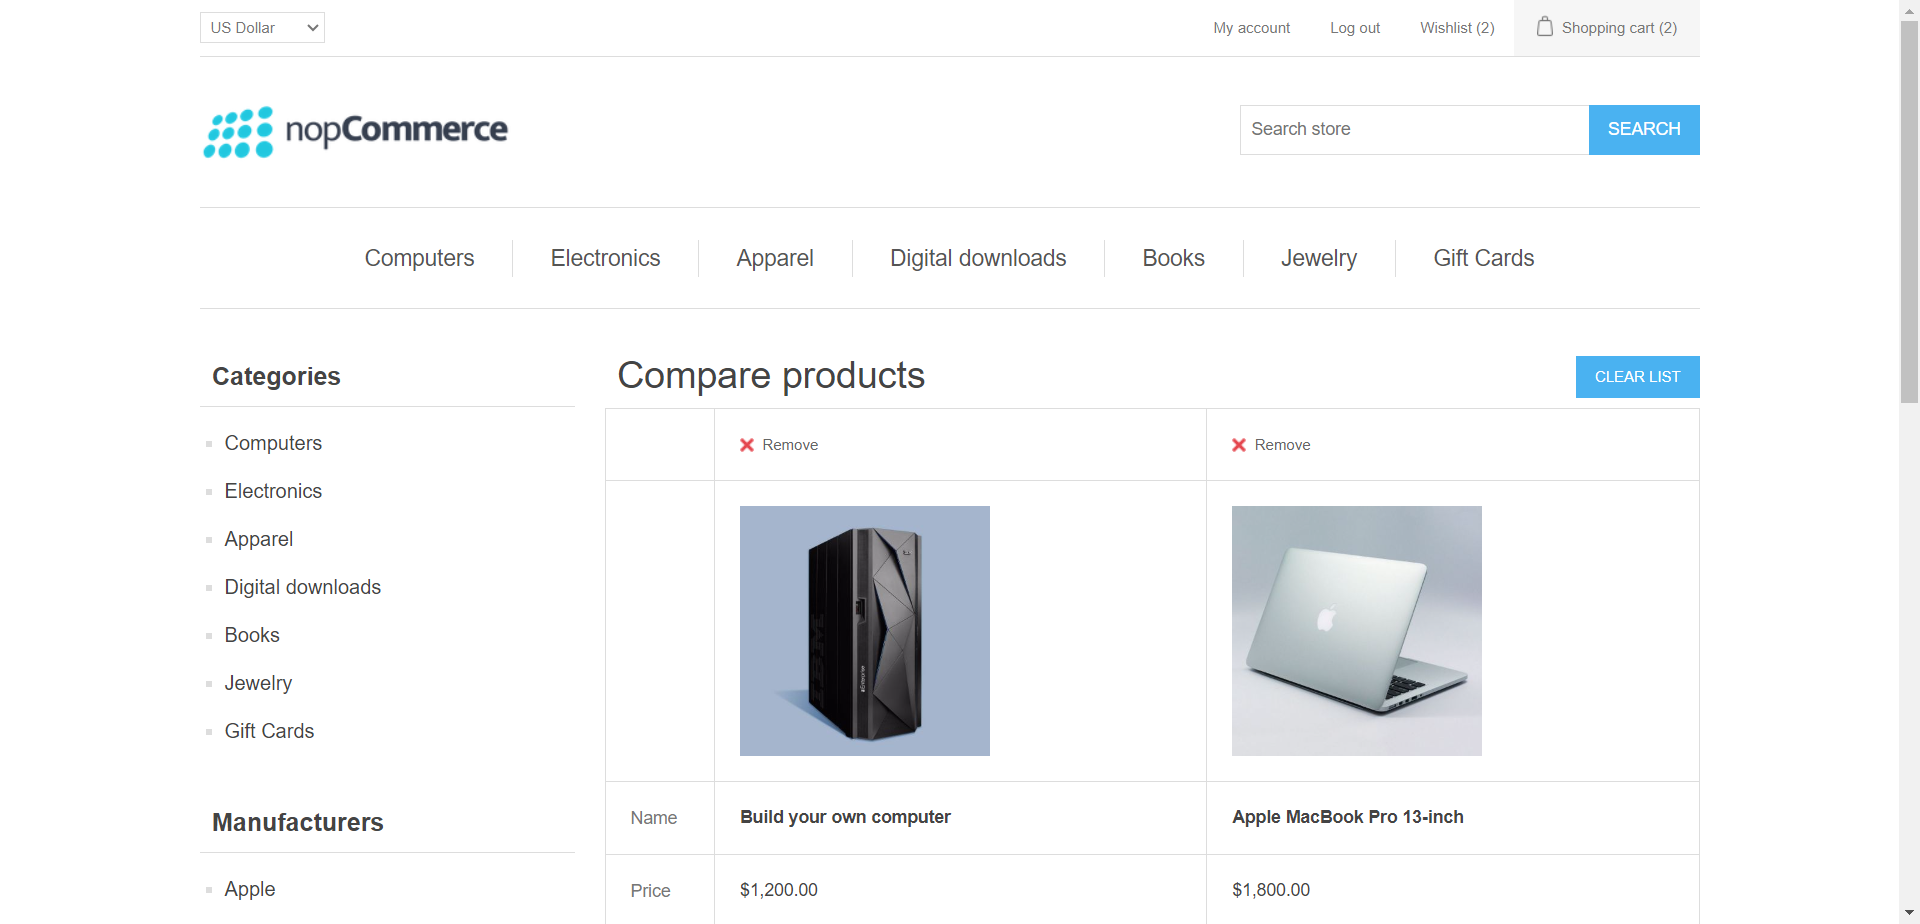 US Dollar
My account
Log out
Wishlist (2)
Shopping cart (2)
nopCommerce
Search store
SEARCH
Computers
Electronics
Apparel
Digital downloads
Books
Jewelry
Gift Cards
Categories
Computers
Electronics
Apparel
Digital downloads
Books
Jewelry
Gift Cards
Manufacturers
Apple
Compare products
CLEAR LIST
Remove
Remove
IBM
Name
Build your own computer
Apple MacBook Pro 13-inch
Price
$1,200.00
$1,800.00